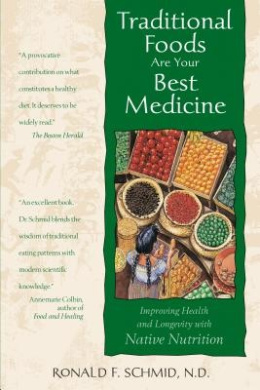 Traditional
Foods
Are Your
Best
Medicine
"A provocative
contribution on what
constitutes a healthy
diet. It deserves to be
widely read."
The Boston Herald
"An excellent book.
Dr. Schmid blends the
wisdom of traditional
eating patterns with
modern scientific
knowledge."
Annemarie Colbin,
author of
Food and Healing
Improving Health
and Longevity with
Native Nutrition
RONALD F. SCHMID, N.D.